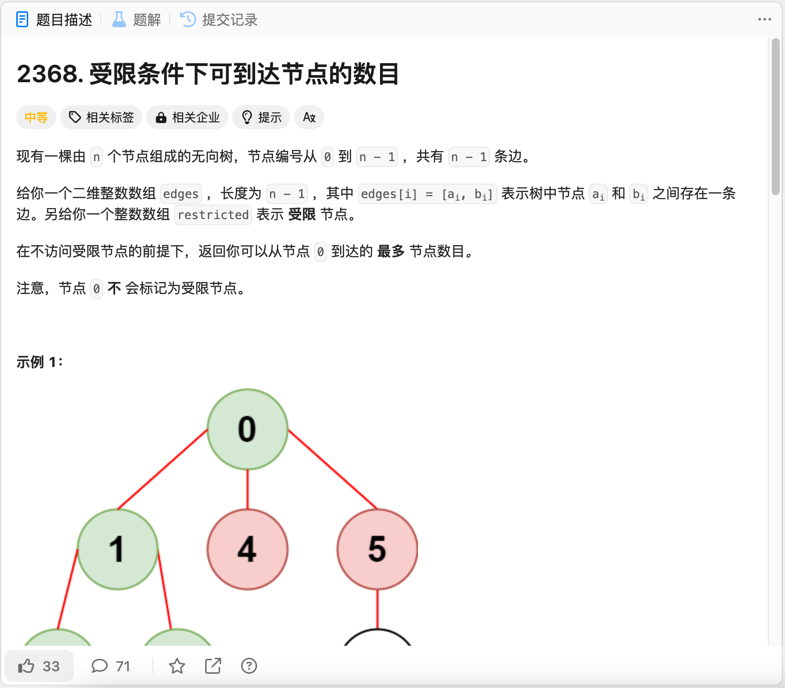 题目描述 题解 提交记录
2368. 受限条件下可到达节点的数目
中等 相关标签 相关企业 提示 Aあ
现有一棵由 n 个节点组成的无向树，节点编号从 0 到 n - 1 ，共有 n - 1 条边。
给你一个二维整数数组 edges ，长度为 n - 1 ，其中 edges[i] = [ai, bi] 表示树中节点 ai 和 bi 之间存在一条
边。另给你一个整数数组 restricted 表示 受限 节点。
在不访问受限节点的前提下，返回你可以从节点 0 到达的 最多 节点数目。
注意，节点 0 不 会标记为受限节点。
示例 1：
0
1 4 5
33 71